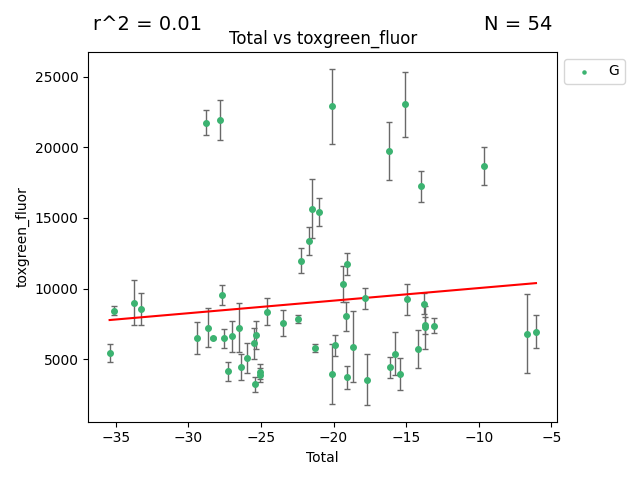 r^2 = 0.01
N = 54
Total vs toxgreen_fluor
G
25000
20000
15000
10000
5000
toxgreen_fluor
−35
−30
−25
−20
−15
−10
−5
Total